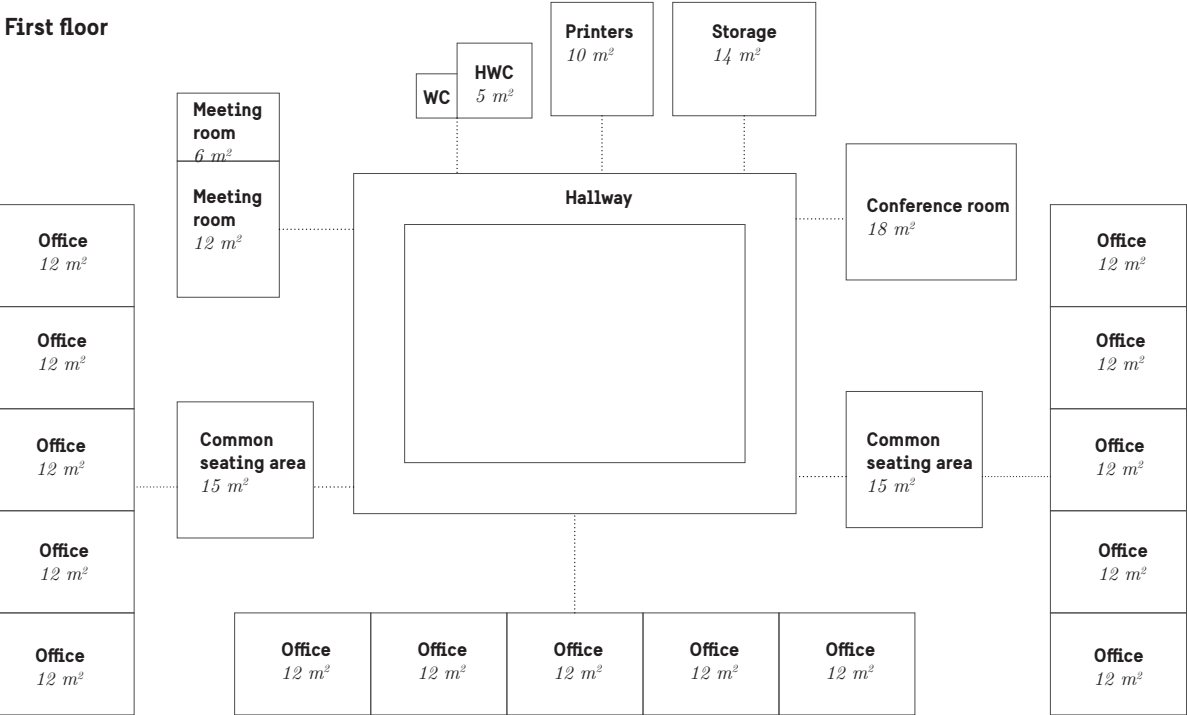 First floor
Printers
10 m²
Storage
14 m²
HWC
5 m²
WC
Meeting
room
6 m²
Meeting
room
12 m²
Hallway
Conference room
18 m²
Office
12 m²
Office
12 m²
Office
12 m²
Office
12 m²
Office
12 m²
Common
seating area
15 m²
Common
seating area
15 m²
Office
12 m²
Office
12 m²
Office
12 m²
Office
12 m²
Office
12 m²
Office
12 m²
Office
12 m²
Office
12 m²
Office
12 m²
Office
12 m²